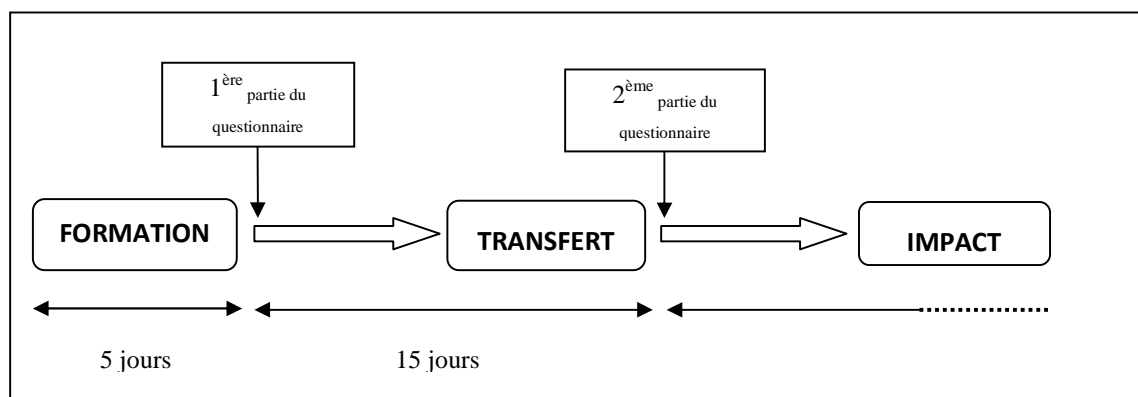 1ère partie du
questionnaire
2ème partie du
questionnaire
FORMATION
TRANSFERT
IMPACT
5 jours
15 jours